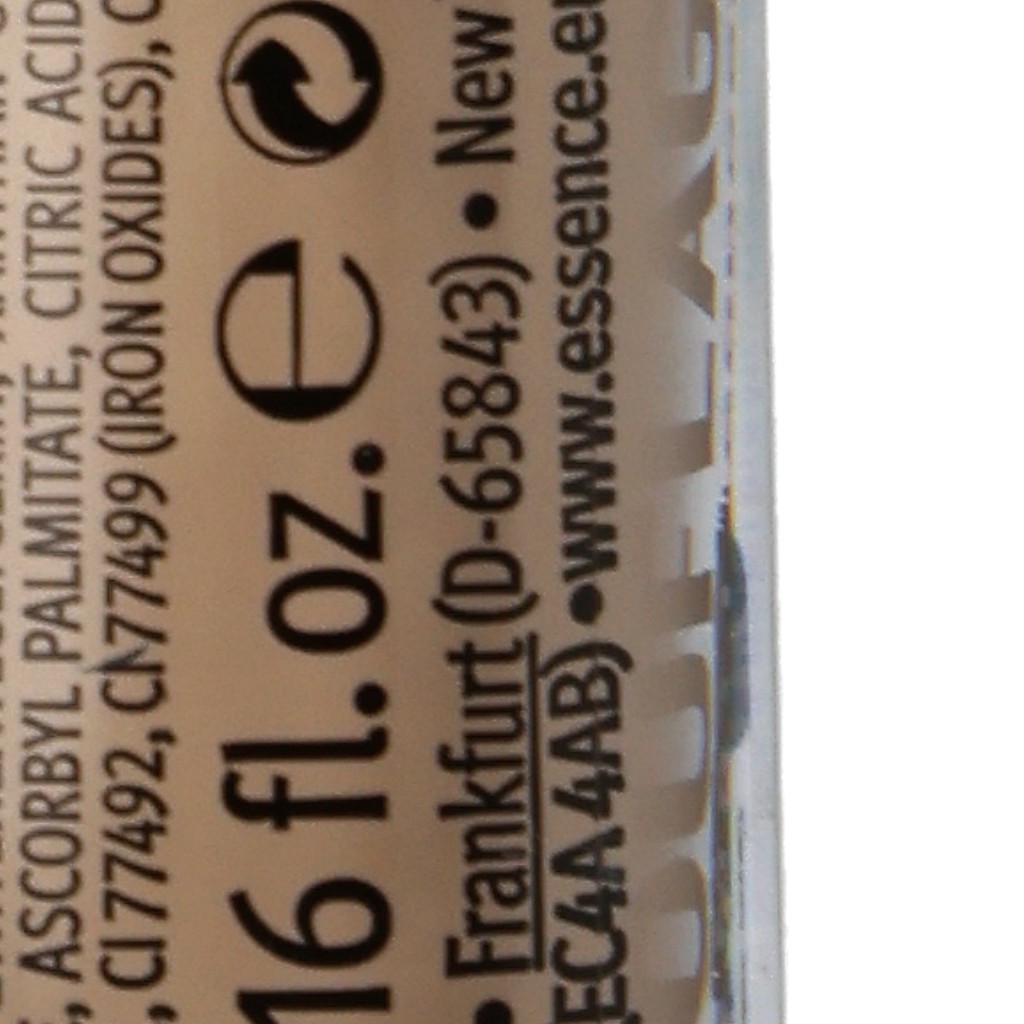 , ASCORBYL PALMITATE, CITRIC ACID
, CI 77492, CI 77499 (IRON OXIDES),
16 fl. oz. e
• Frankfurt (D-65843) • New
(EC4A 4AB) •www.essence.eu